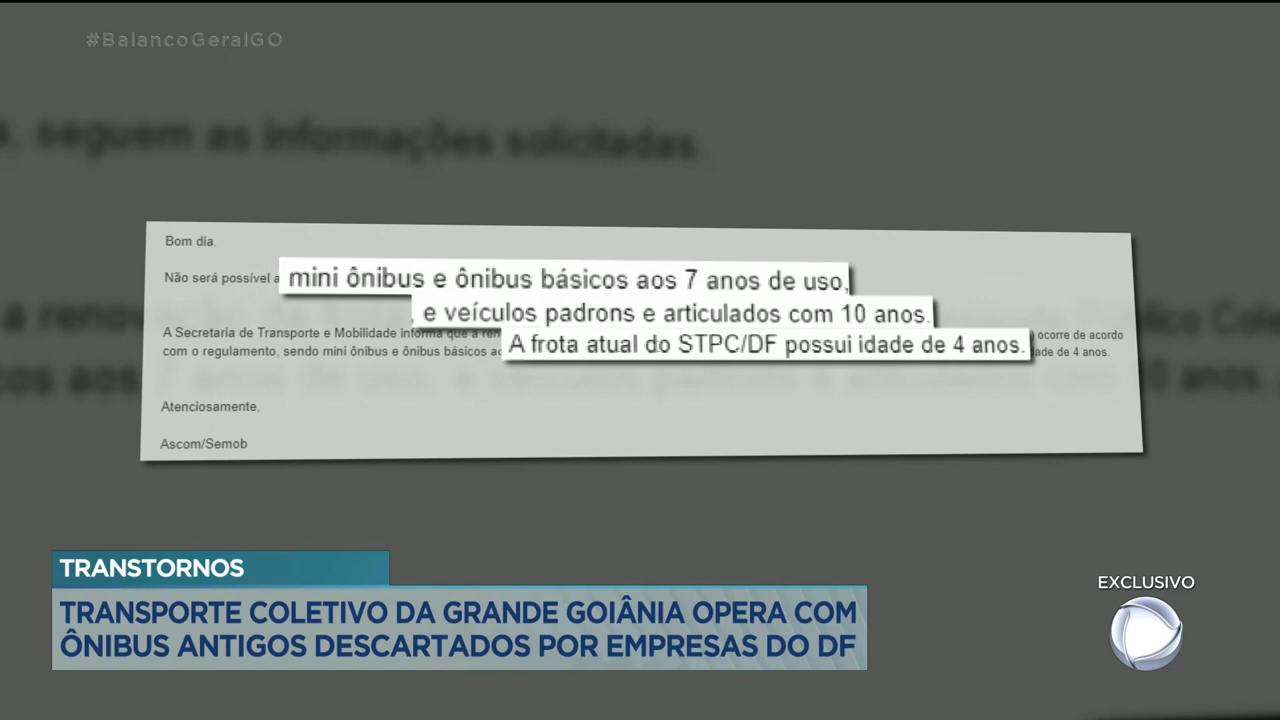 #BalancoGeralGO
, seguem as informações solicitadas.
Bom dia.
Não será possível a
mini ônibus e ônibus básicos aos 7 anos de uso,
, e veículos padrons e articulados com 10 anos.
A Secretaria de Transporte e Mobilidade informa que a
ocorre de acordo
A frota atual do STPC/DF possui idade de 4 anos.
com o regulamento, sendo mini ônibus e ônibus básicos
de 4 anos.
Atenciosamente,
Ascom/Semob
TRANSTORNOS
TRANSPORTE COLETIVO DA GRANDE GOIÂNIA OPERA COM
ÔNIBUS ANTIGOS DESCARTADOS POR EMPRESAS DO DF
EXCLUSIVO